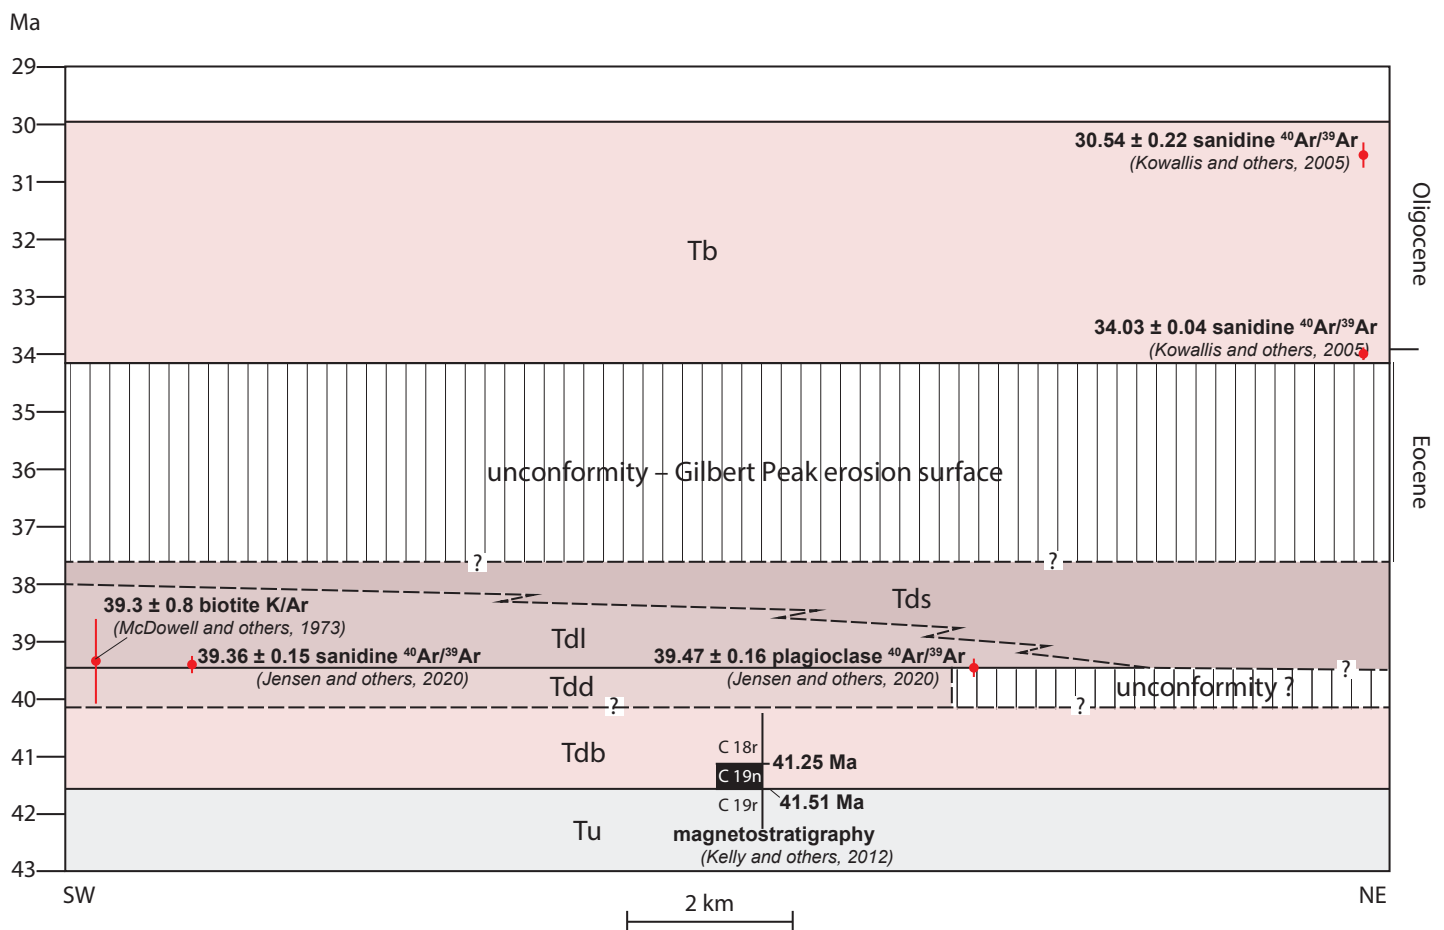 Ma
29
30
30.54 ± 0.22 sanidine ⁴⁰Ar/³⁹Ar
(Kowallis and others, 2005)
31
Oligocene
32
Tb
33
34.03 ± 0.04 sanidine ⁴⁰Ar/³⁹Ar
(Kowallis and others, 2005)
34
35
Eocene
36
unconformity – Gilbert Peak erosion surface
37
? ?
38
Tds
39.3 ± 0.8 biotite K/Ar
(McDowell and others, 1973)
39
Tdl
39.36 ± 0.15 sanidine ⁴⁰Ar/³⁹Ar
(Jensen and others, 2020)
39.47 ± 0.16 plagioclase ⁴⁰Ar/³⁹Ar
(Jensen and others, 2020)
?
Tdd
unconformity ?
40
? ?
C 18r
41
Tdb
41.25 Ma
C 19n
41.51 Ma
C 19r
42
Tu
magnetostratigraphy
(Kelly and others, 2012)
43
SW
NE
2 km